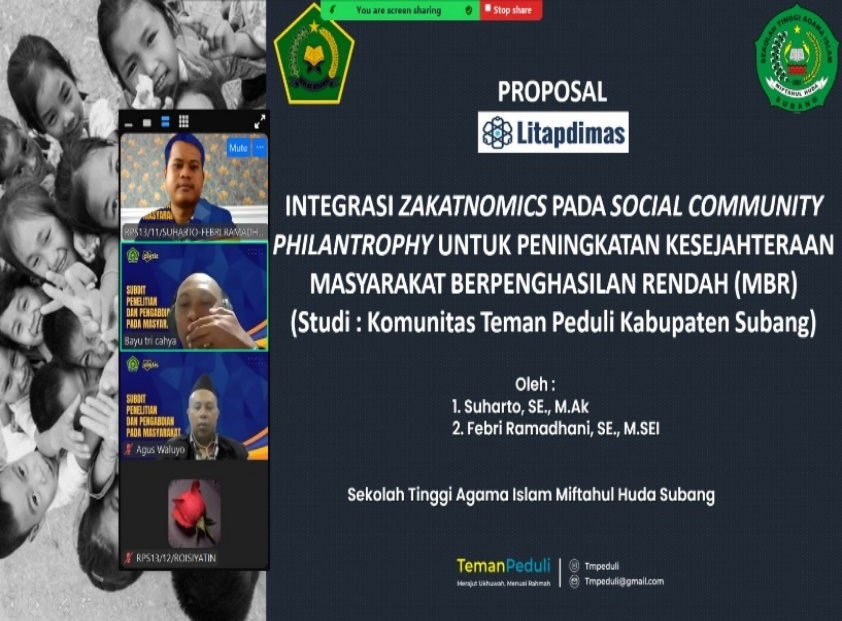 You are screen sharing
Stop share
PROPOSAL
Litapdimas
INTEGRASI ZAKATNOMICS PADA SOCIAL COMMUNITY
PHILANTROPHY UNTUK PENINGKATAN KESEJAHTERAAN
MASYARAKAT BERPENGHASILAN RENDAH (MBR)
(Studi : Komunitas Teman Peduli Kabupaten Subang)
Oleh :
1. Suharto, SE., M.Ak
2. Febri Ramadhani, SE., M.SEI
Sekolah Tinggi Agama Islam Miftahul Huda Subang
TemanPeduli
Merajut Ukhuwah, Menuai Rahmah
Tmpeduli
Tmpeduli@gmail.com
SEKOLAH TINGGI AGAMA ISLAM
MIFTAHUL HUDA
SUBANG
Mute
RPS13/11/SUHARTO-FEBRI RAMADH...
SUBDIT
PENELITIAN
DAN PENGABDIAN
PADA MASYAR
Bayu tri cahya
SUBDIT
PENELITIAN
DAN PENGABDIAN
PADA MASYARAKAT
Agus Waluyo
RPS13/12/ROISIYATIN